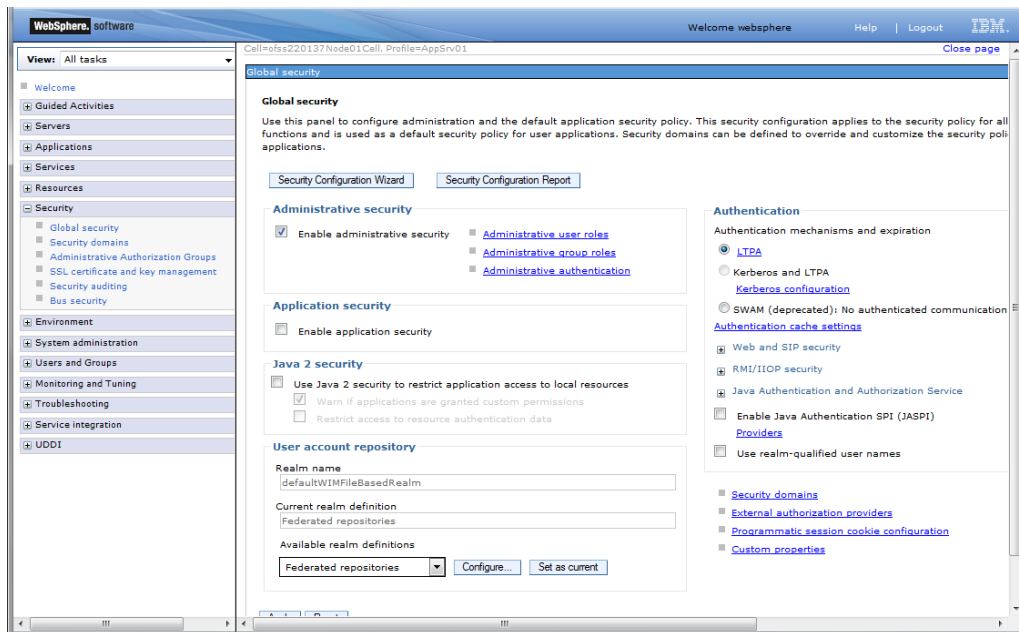 WebSphere. software
Welcome websphere
Help | Logout
IBM.
View: All tasks
Cell=ofss220137Node01Cell, Profile=AppSrv01
Close page
Welcome
Guided Activities
Servers
Applications
Services
Resources
Security
Global security
Security domains
Administrative Authorization Groups
SSL certificate and key management
Security auditing
Bus security
Environment
System administration
Users and Groups
Monitoring and Tuning
Troubleshooting
Service integration
UDDI
Global security
Global security
Use this panel to configure administration and the default application security policy. This security configuration applies to the security policy for all
functions and is used as a default security policy for user applications. Security domains can be defined to override and customize the security poli
applications.
Security Configuration Wizard
Security Configuration Report
Administrative security
Enable administrative security
Administrative user roles
Administrative group roles
Administrative authentication
Application security
Enable application security
Java 2 security
Use Java 2 security to restrict application access to local resources
Warn if applications are granted custom permissions
Restrict access to resource authentication data
User account repository
Realm name
defaultWIMFileBasedRealm
Current realm definition
Federated repositories
Available realm definitions
Federated repositories
Configure...
Set as current
Authentication
Authentication mechanisms and expiration
LTPA
Kerberos and LTPA
Kerberos configuration
SWAM (deprecated): No authenticated communication
Authentication cache settings
Web and SIP security
RMI/IIOP security
Java Authentication and Authorization Service
Enable Java Authentication SPI (JASPI)
Providers
Use realm-qualified user names
Security domains
External authorization providers
Programmatic session cookie configuration
Custom properties